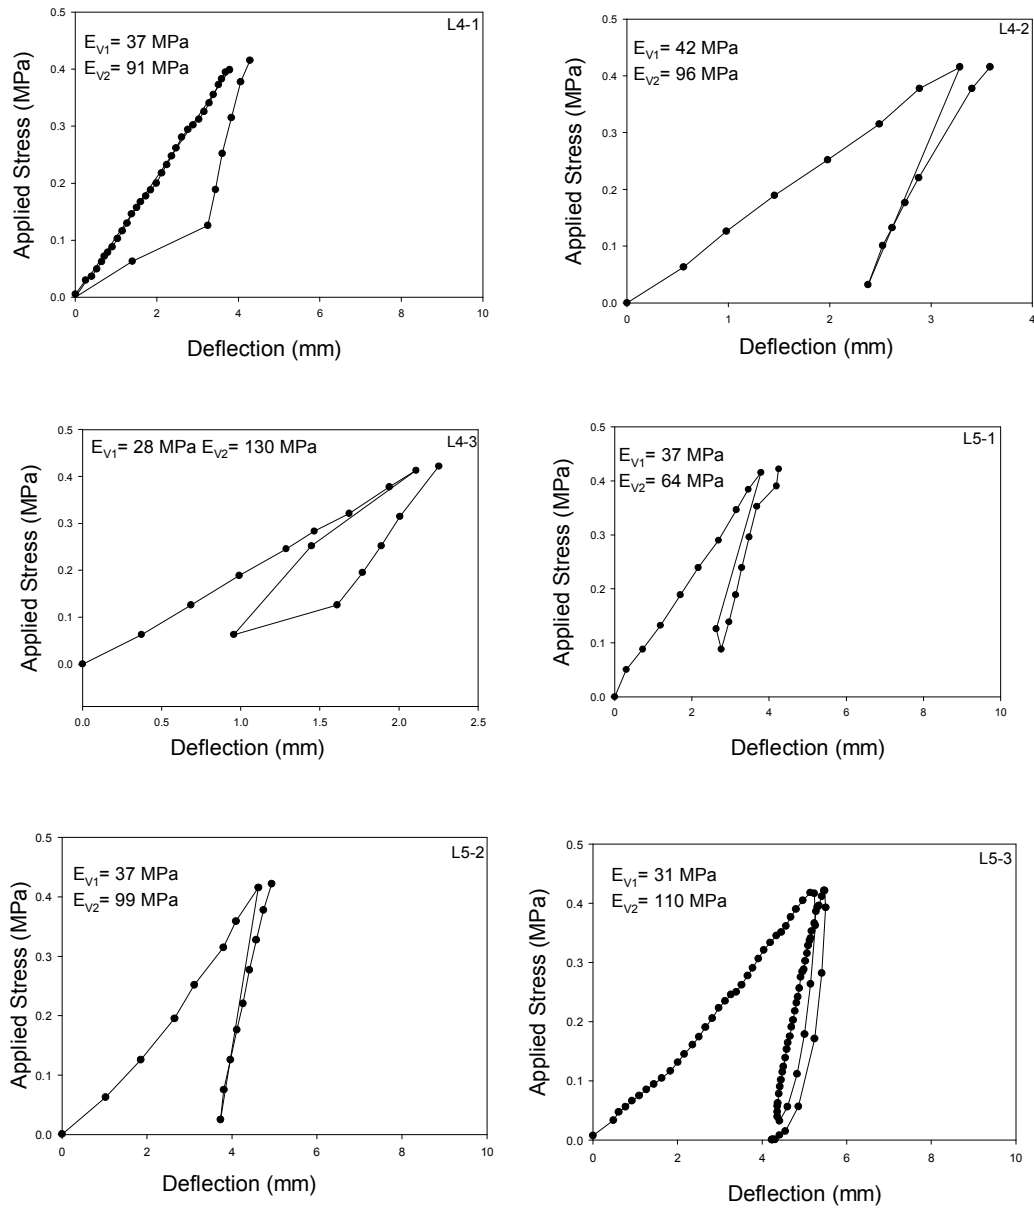 L4-1
E_V1= 37 MPa
E_V2= 91 MPa
Applied Stress (MPa)
0.5
0.4
0.3
0.2
0.1
0.0
0 2 4 6 8 10
Deflection (mm)
L4-2
E_V1= 42 MPa
E_V2= 96 MPa
Applied Stress (MPa)
0.5
0.4
0.3
0.2
0.1
0.0
0 1 2 3 4
Deflection (mm)
L4-3
E_V1= 28 MPa E_V2= 130 MPa
Applied Stress (MPa)
0.5
0.4
0.3
0.2
0.1
0.0
0.0 1.0 1.5 2.0 2.5
Deflection (mm)
L5-1
E_V1= 37 MPa
E_V2= 64 MPa
Applied Stress (MPa)
0.5
0.4
0.3
0.2
0.1
0.0
0 2 4 6 8 10
Deflection (mm)
L5-2
E_V1= 37 MPa
E_V2= 99 MPa
Applied Stress (MPa)
0.5
0.4
0.3
0.2
0.1
0.0
0 2 4 6 8 10
Deflection (mm)
L5-3
E_V1= 31 MPa
E_V2= 110 MPa
Applied Stress (MPa)
0.5
0.4
0.3
0.2
0.1
0.0
0 2 4 6 8 10
Deflection (mm)